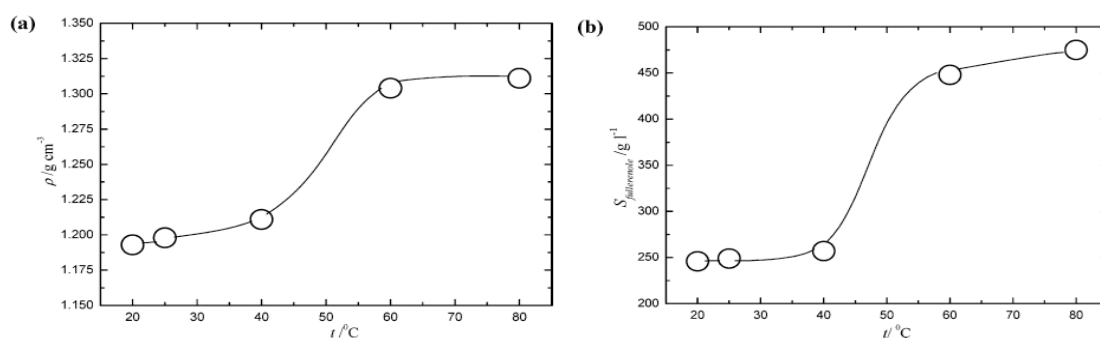 (a)
1.350
1.325
1.300
1.275
1.250
1.225
1.200
1.175
1.150
ρ /g cm⁻³
20 30 40 50 60 70 80
t /⁰C
(b)
500
450
400
350
300
250
200
S fullerenole /g l⁻¹
20 30 40 50 60 70 80
t/ ⁰C